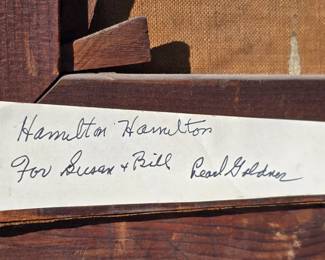 Hamilton Hamilton
For Susan + Bill Pearl Goldner